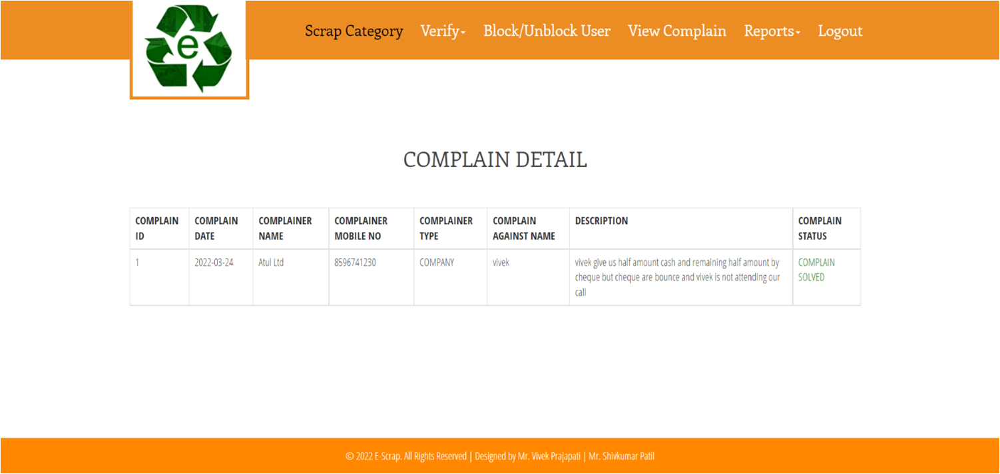 e
Scrap Category Verify Block/Unblock User View Complain Reports Logout
COMPLAIN DETAIL
COMPLAIN COMPLAIN COMPLAINER COMPLAINER COMPLAINER COMPLAIN DESCRIPTION COMPLAIN
ID DATE NAME MOBILE NO TYPE AGAINST NAME STATUS
1 2022-03-24 Atul Ltd 8596741230 COMPANY vivek vivek give us half amount cash and remaining half amount by COMPLAIN
cheque but cheque are bounce and vivek is not attending our SOLVED
call
© 2022 E-Scrap. All Rights Reserved | Designed by Mr. Vivek Prajapati | Mr. Shivkumar Patil